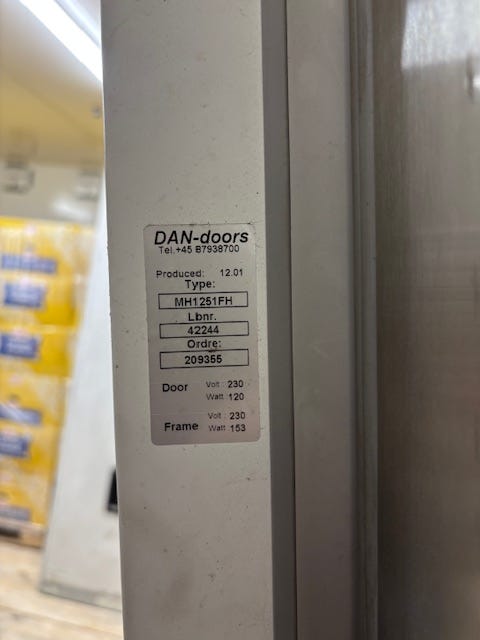 DAN-doors
Tel.+45 87938700
Produced: 12.01
Type:
MH1251FH
Lbnr.
42244
Ordre:
209355
Door Volt : 230
Watt : 120
Volt : 230
Frame Watt : 153